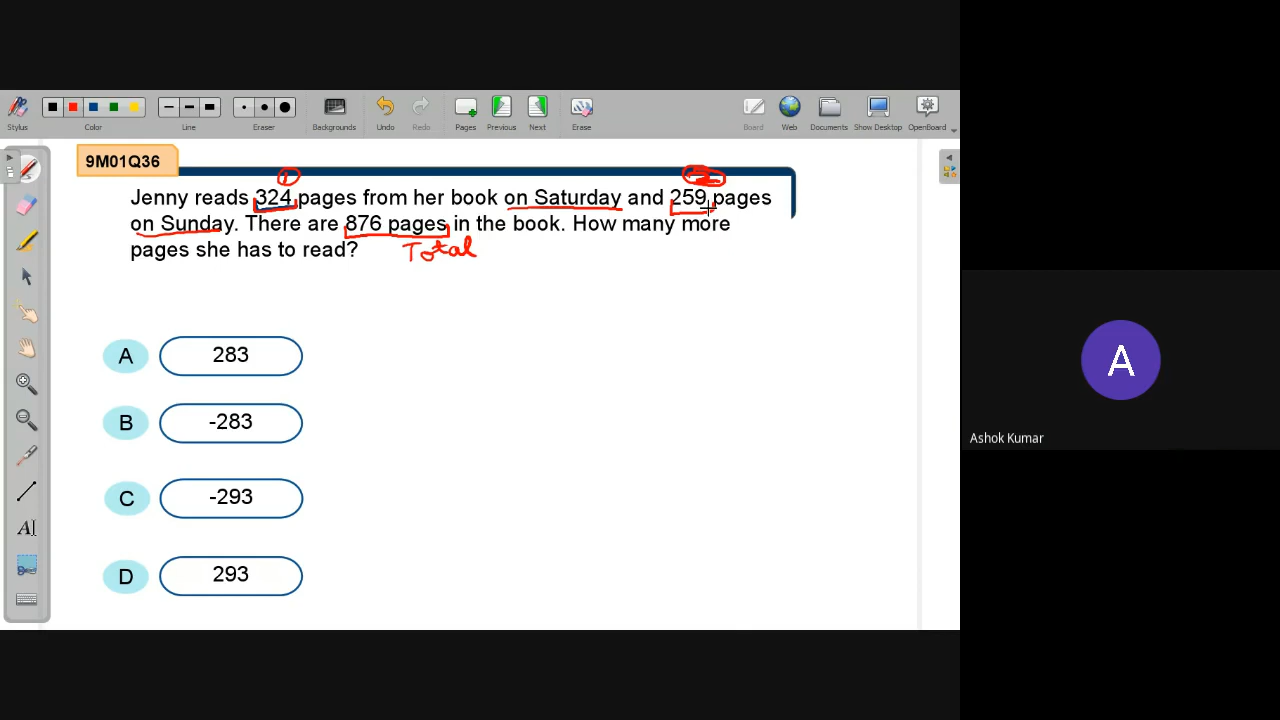 Stylus
Color
Line
Eraser
Backgrounds
Undo
Redo
Pages
Previous
Next
Erase
Board
Web
Documents
Show Desktop
OpenBoard
9M01Q36
1
Jenny reads 324 pages from her book on Saturday and 259 pages
on Sunday. There are 876 pages in the book. How many more
pages she has to read?
Total
A 283
B -283
C -293
D 293
A
Ashok Kumar
AI